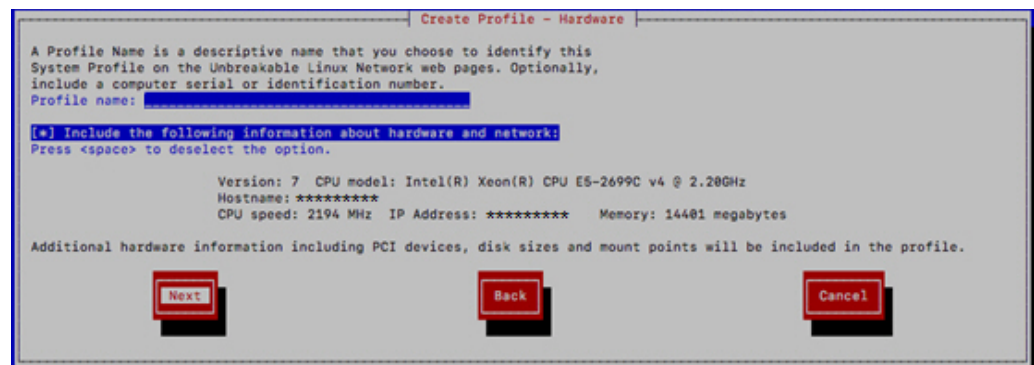 Create Profile - Hardware
A Profile Name is a descriptive name that you choose to identify this
System Profile on the Unbreakable Linux Network web pages. Optionally,
include a computer serial or identification number.
Profile name:
[*] Include the following information about hardware and network:
Press <space> to deselect the option.
Version: 7 CPU model: Intel(R) Xeon(R) CPU E5-2699C v4 @ 2.20GHz
Hostname: *********
CPU speed: 2194 MHz IP Address: ********* Memory: 14401 megabytes
Additional hardware information including PCI devices, disk sizes and mount points will be included in the profile.
Next Back Cancel